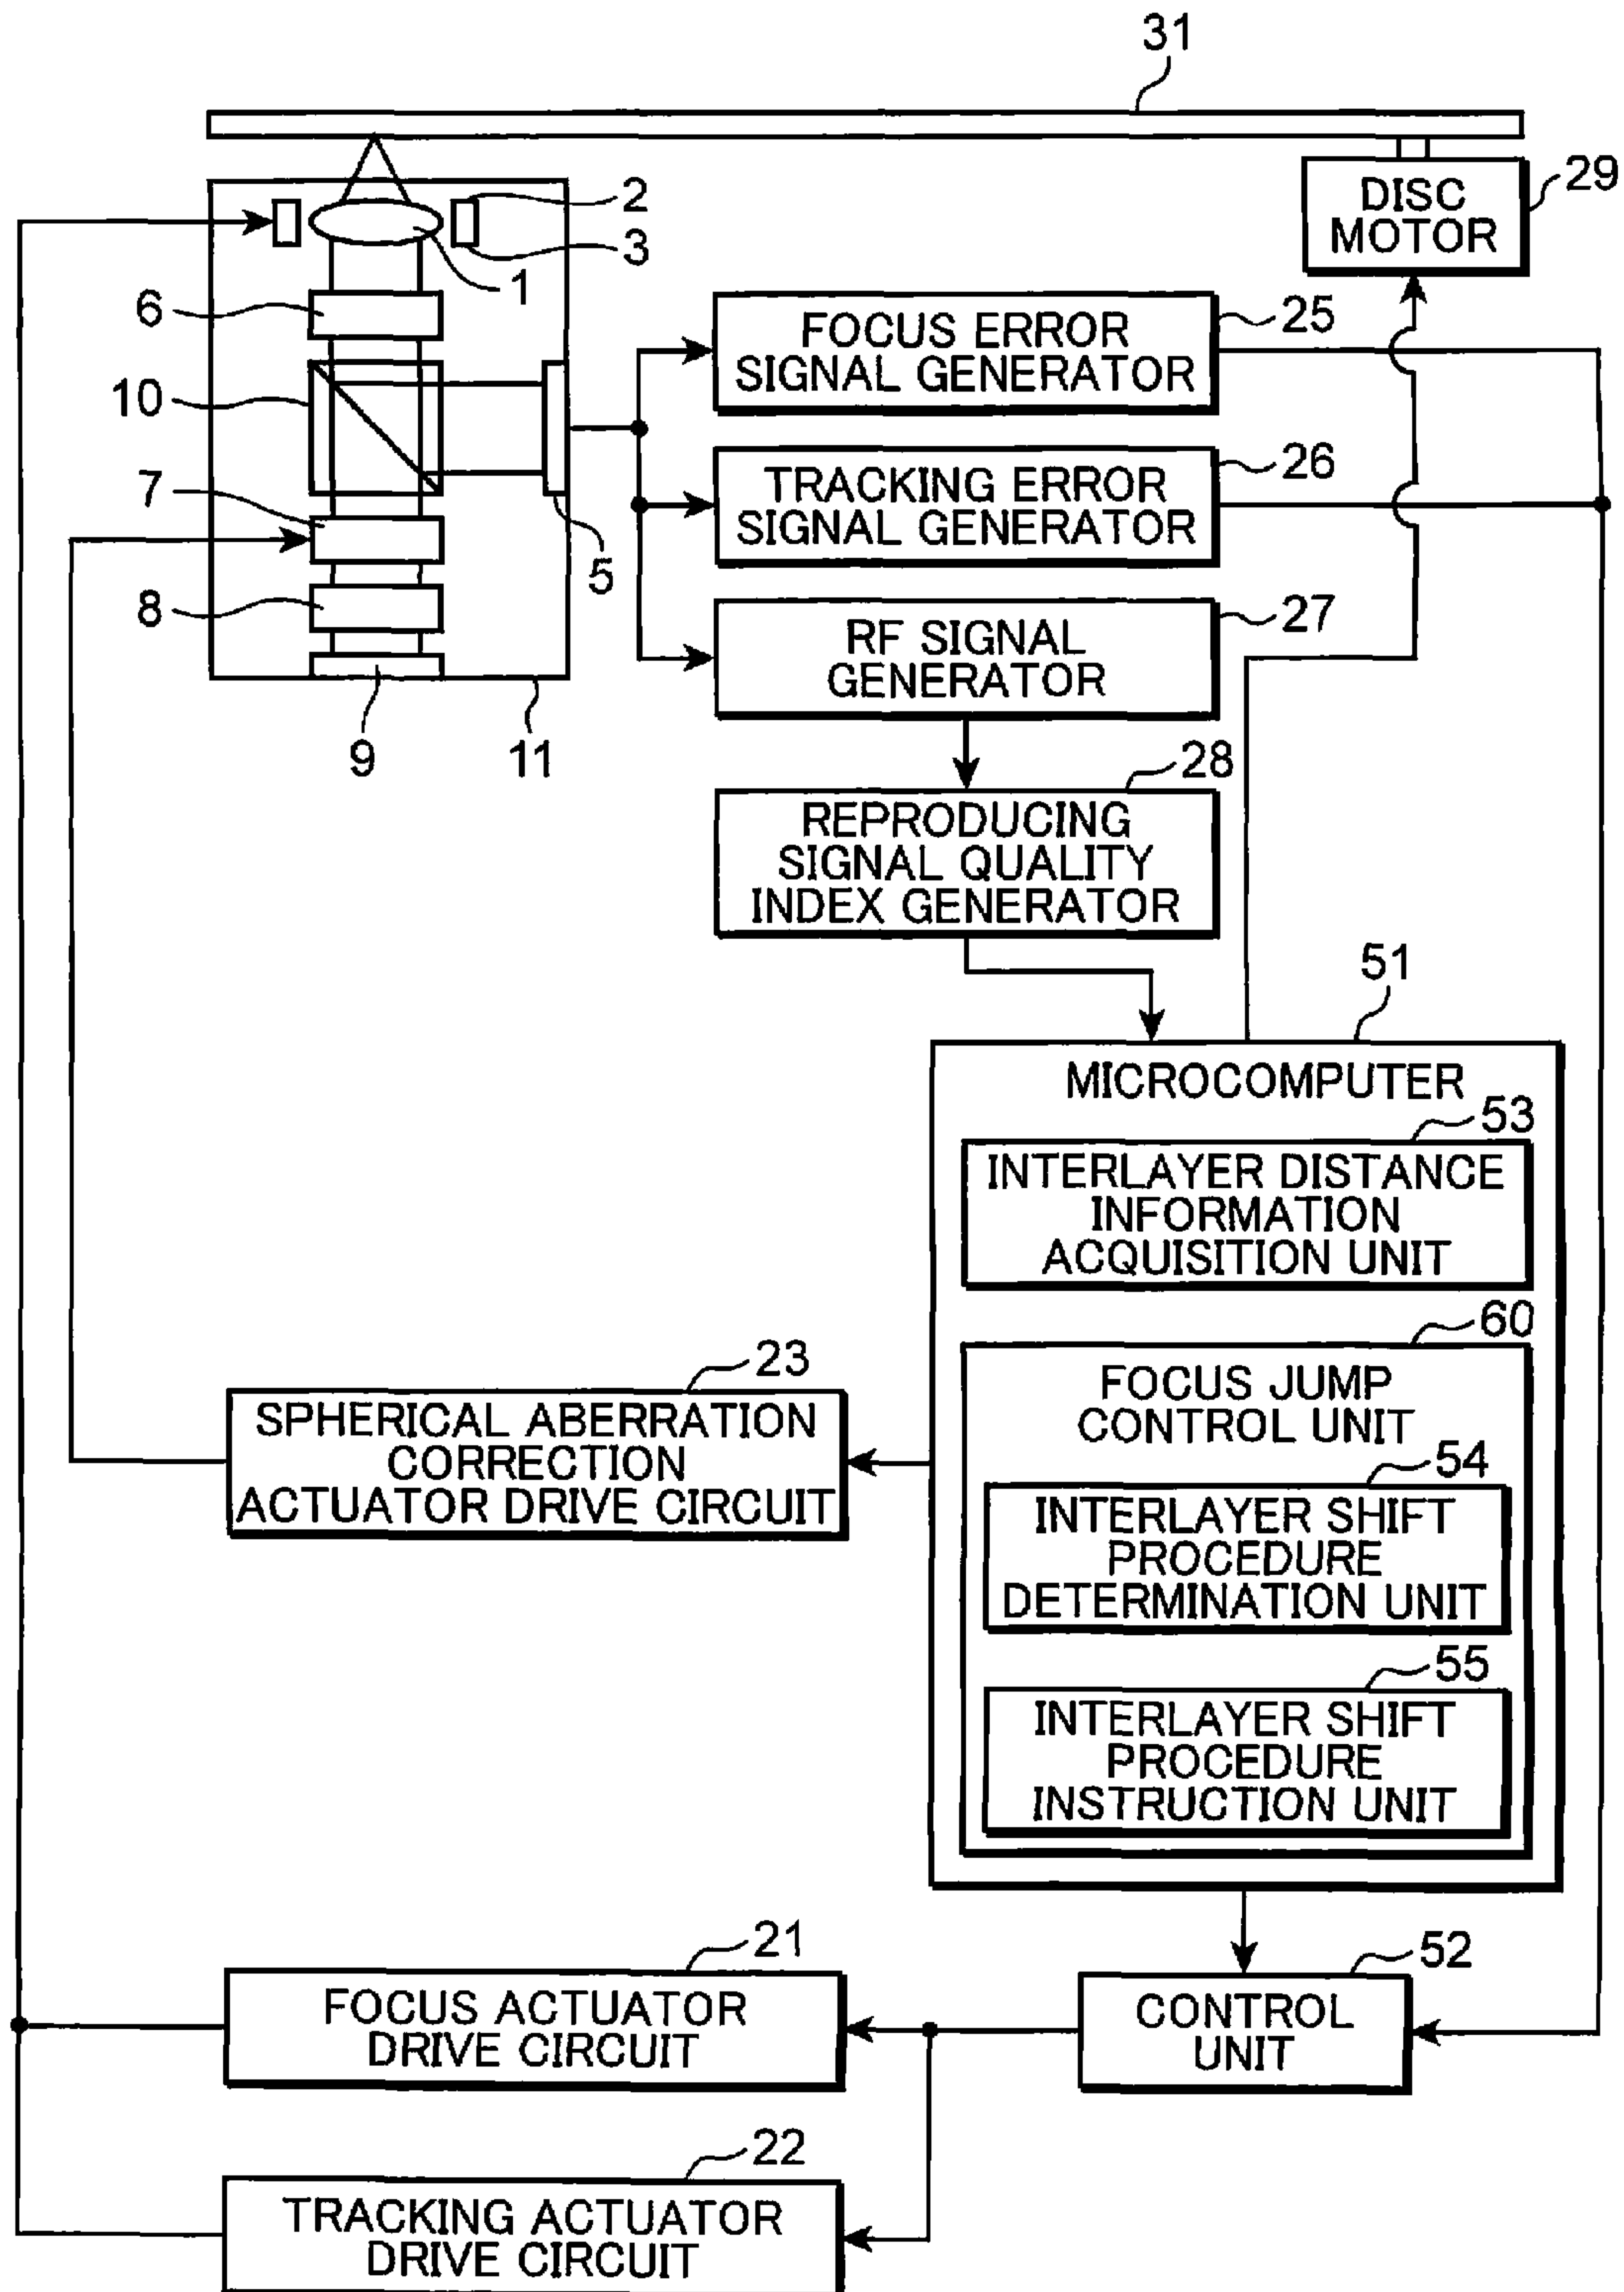 31
29
DISC
MOTOR
2
3
1
6
10
7
8
5
9
11
25
FOCUS ERROR
SIGNAL GENERATOR
26
TRACKING ERROR
SIGNAL GENERATOR
27
RF SIGNAL
GENERATOR
28
REPRODUCING
SIGNAL QUALITY
INDEX GENERATOR
51
MICROCOMPUTER
53
INTERLAYER DISTANCE
INFORMATION
ACQUISITION UNIT
60
FOCUS JUMP
CONTROL UNIT
54
INTERLAYER SHIFT
PROCEDURE
DETERMINATION UNIT
55
INTERLAYER SHIFT
PROCEDURE
INSTRUCTION UNIT
23
SPHERICAL ABERRATION
CORRECTION
ACTUATOR DRIVE CIRCUIT
21
FOCUS ACTUATOR
DRIVE CIRCUIT
52
CONTROL
UNIT
22
TRACKING ACTUATOR
DRIVE CIRCUIT